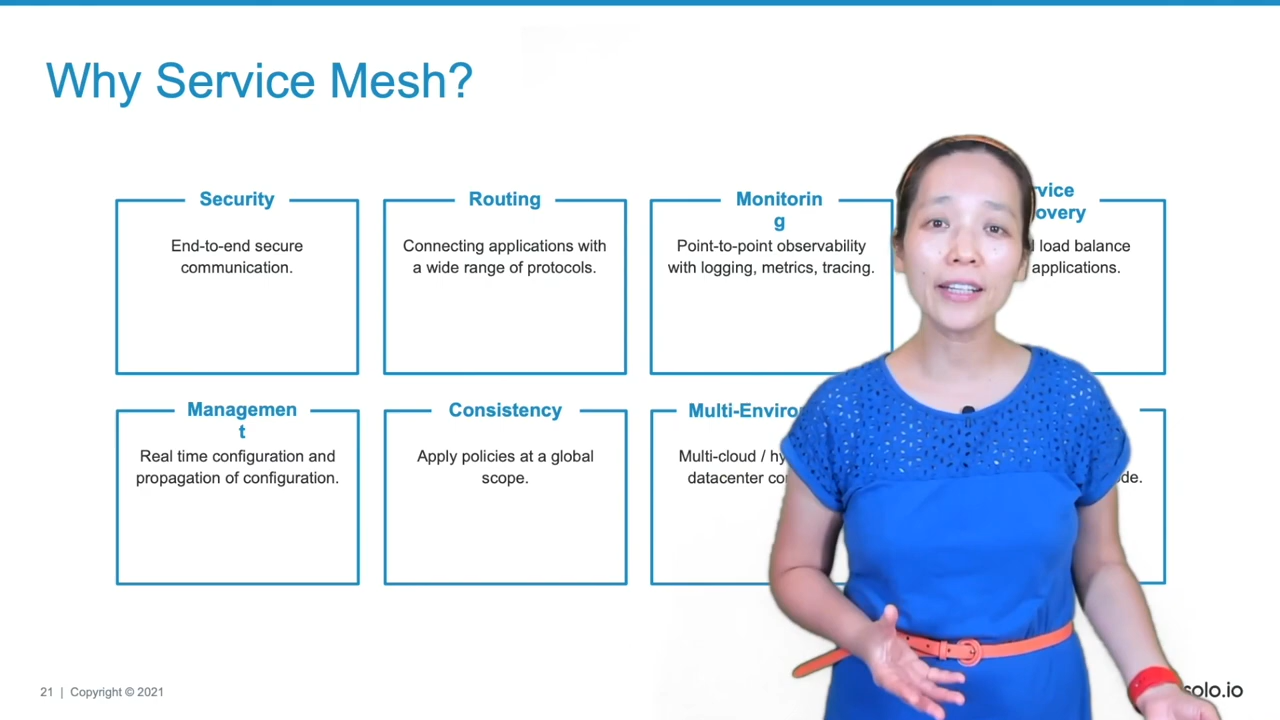 Why Service Mesh?
Security
End-to-end secure
communication.
Routing
Connecting applications with
a wide range of protocols.
Monitorin
g
Point-to-point observability
with logging, metrics, tracing.
load balance
applications.
Managemen
t
Real time configuration and
propagation of configuration.
Consistency
Apply policies at a global
scope.
Multi-Enviro
Multi-cloud / hy
datacenter co
de.
21 | Copyright © 2021
solo.io